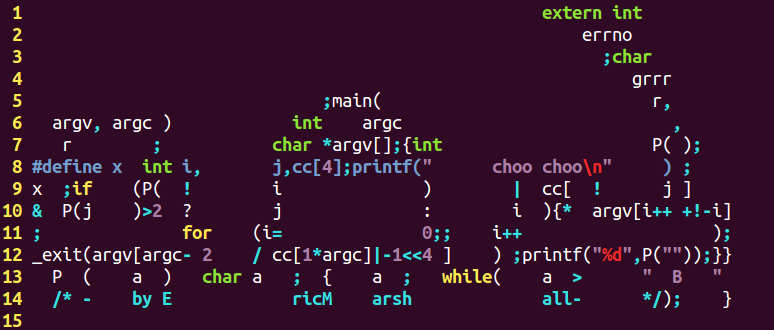 1 extern int
2 errno
3 ;char
4 grrr
5 ;main( r,
6 argv, argc ) int argc ,
7 r ; char *argv[];{int P( );
8 #define x int i, j,cc[4];printf(" choo choo\n" ) ;
9 x ;if (P( ! i ) | cc[ ! j ]
10 & P(j )>2 ? j : i ){* argv[i++ +!-i]
11 ; for (i= 0;; i++ );
12 _exit(argv[argc- 2 / cc[1*argc]|-1<<4 ] ) ;printf("%d",P(""));}}
13 P ( a ) char a ; { a ; while( a > " B "
14 /* - by E ricM arsh all- */); }
15